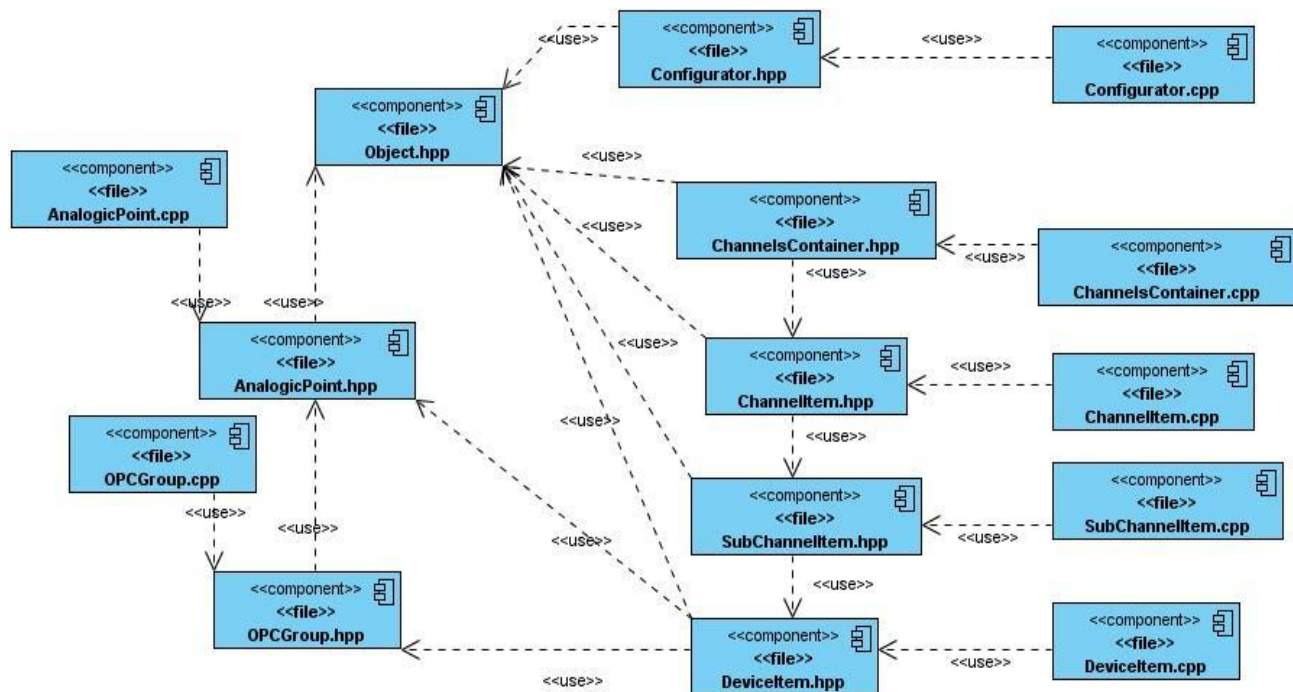 <<component>>
<<file>>
Configurator.hpp
<<use>>
<<use>>
<<component>>
<<file>>
Configurator.cpp
<<component>>
<<file>>
Object.hpp
<<component>>
<<file>>
AnalogicPoint.cpp
<<use>>
<<component>>
<<file>>
ChannelsContainer.hpp
<<use>>
<<use>>
<<component>>
<<file>>
ChannelsContainer.cpp
<<use>>
<<use>>
<<use>>
<<component>>
<<file>>
AnalogicPoint.hpp
<<use>>
<<component>>
<<file>>
ChannelItem.hpp
<<use>>
<<component>>
<<file>>
ChannelItem.cpp
<<use>>
<<component>>
<<file>>
OPCGroup.cpp
<<use>>
<<component>>
<<file>>
SubChannelItem.hpp
<<component>>
<<file>>
SubChannelItem.cpp
<<use>>
<<use>>
<<use>>
<<use>>
<<use>>
<<component>>
<<file>>
OPCGroup.hpp
<<component>>
<<file>>
DeviceItem.hpp
<<component>>
<<file>>
DeviceItem.cpp
<<use>>
<<use>>